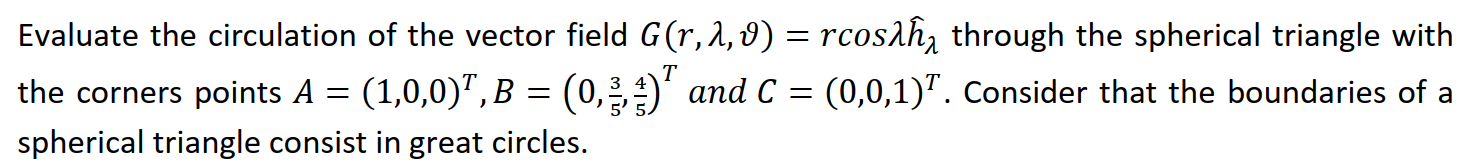 Evaluate the circulation of the vector field G(r, λ, ϑ) = rcosλĥ_λ through the spherical triangle with
the corners points A = (1,0,0)^T, B = (0, 3/5, 4/5)^T and C = (0,0,1)^T. Consider that the boundaries of a
spherical triangle consist in great circles.